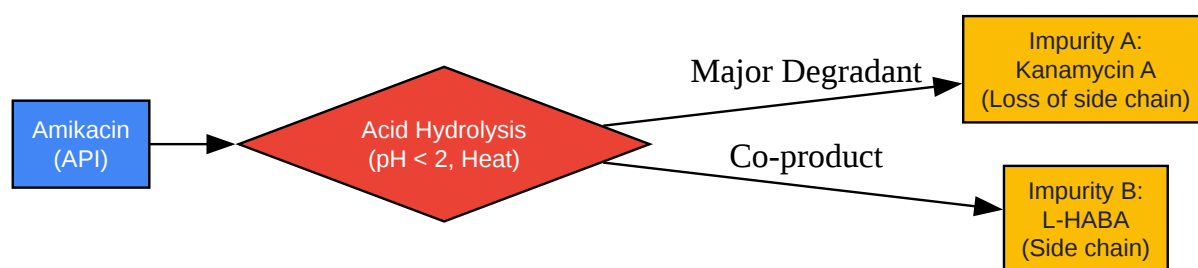 Amikacin
(API)
Acid Hydrolysis
(pH < 2, Heat)
Major Degradant
Impurity A:
Kanamycin A
(Loss of side chain)
Co-product
Impurity B:
L-HABA
(Side chain)